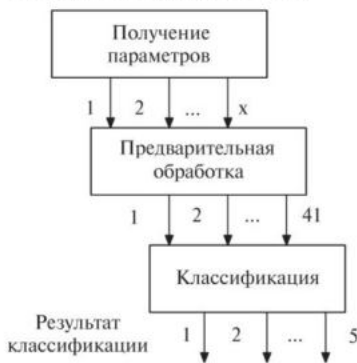 Получение
параметров
1 2 ... x
Предварительная
обработка
1 2 ... 41
Классификация
Результат
классификации
1 2 ... 5